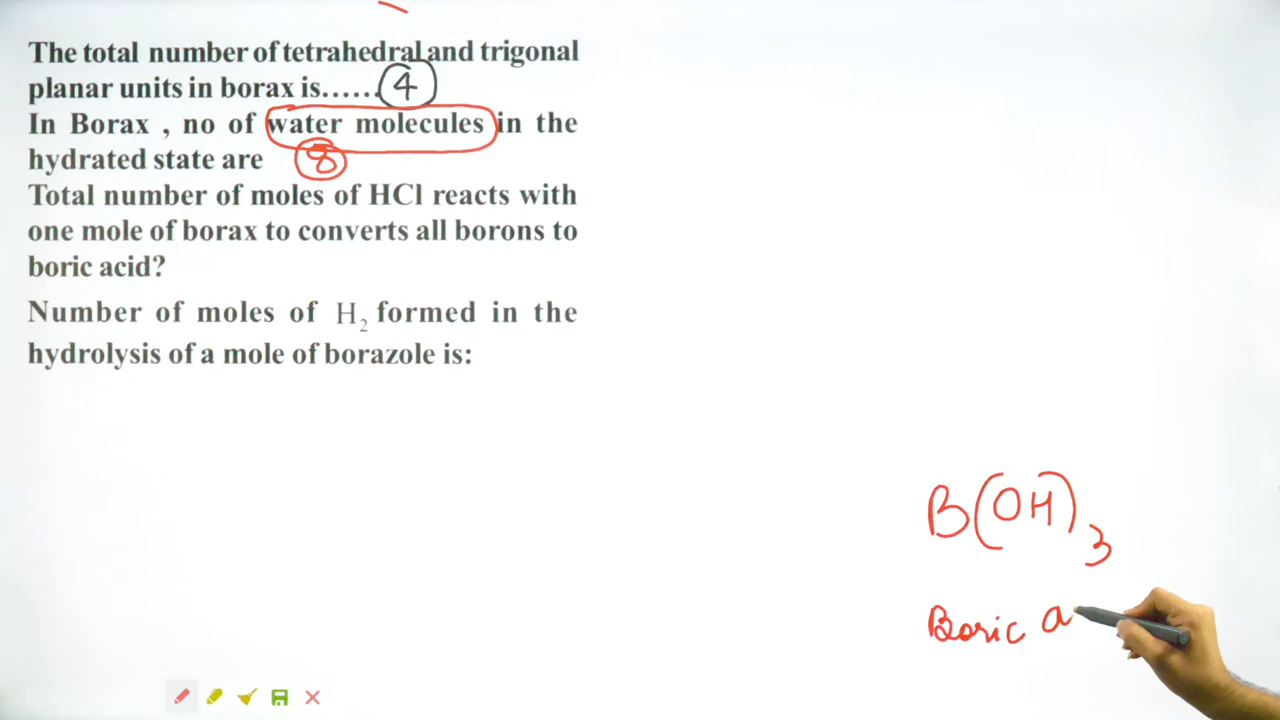 The total number of tetrahedral and trigonal
planar units in borax is...... 4
In Borax , no of water molecules in the
hydrated state are 8
Total number of moles of HCl reacts with
one mole of borax to converts all borons to
boric acid?
Number of moles of H2 formed in the
hydrolysis of a mole of borazole is:
B(OH)3
Boric a